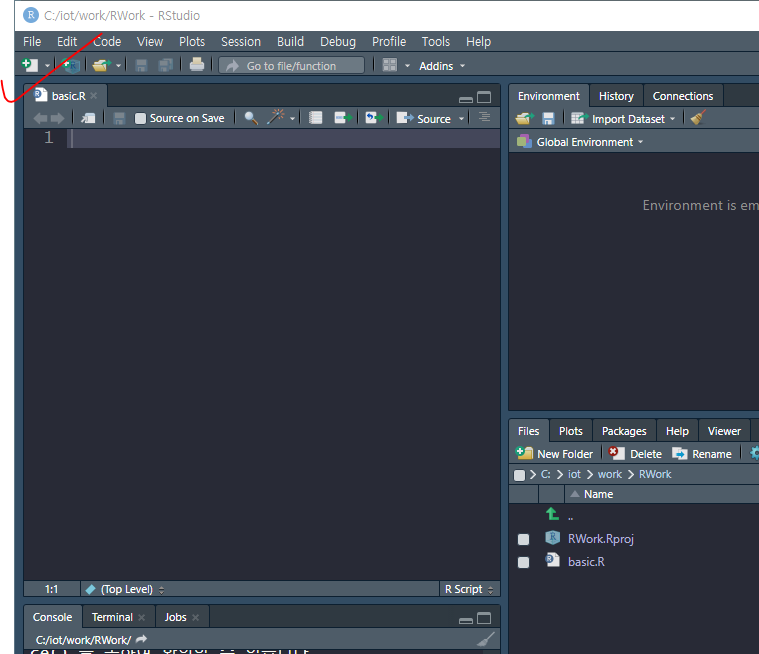 C:/iot/work/RWork - RStudio
File Edit Code View Plots Session Build Debug Profile Tools Help
Go to file/function Addins
basic.R
Source on Save Source
1
1:1 (Top Level) R Script
Console Terminal Jobs
C:/iot/work/RWork/
Environment History Connections
Import Dataset
Global Environment
Environment is em
Files Plots Packages Help Viewer
New Folder Delete Rename
C: iot work RWork
Name
..
RWork.Rproj
basic.R